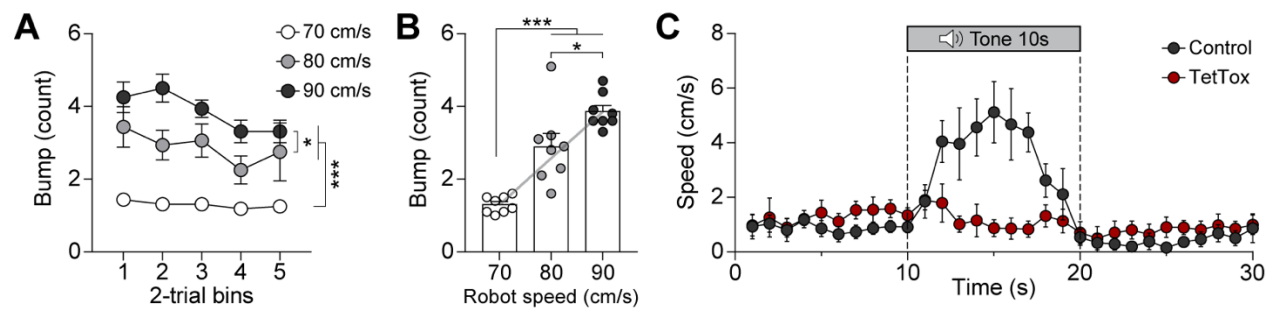 A
Bump (count)
6
4
2
0
70 cm/s
80 cm/s
90 cm/s
*
***
1 2 3 4 5
2-trial bins
B
Bump (count)
6
4
2
0
***
*
70 80 90
Robot speed (cm/s)
C
Speed (cm/s)
8
6
4
2
0
Tone 10s
Control
TetTox
0 10 20 30
Time (s)